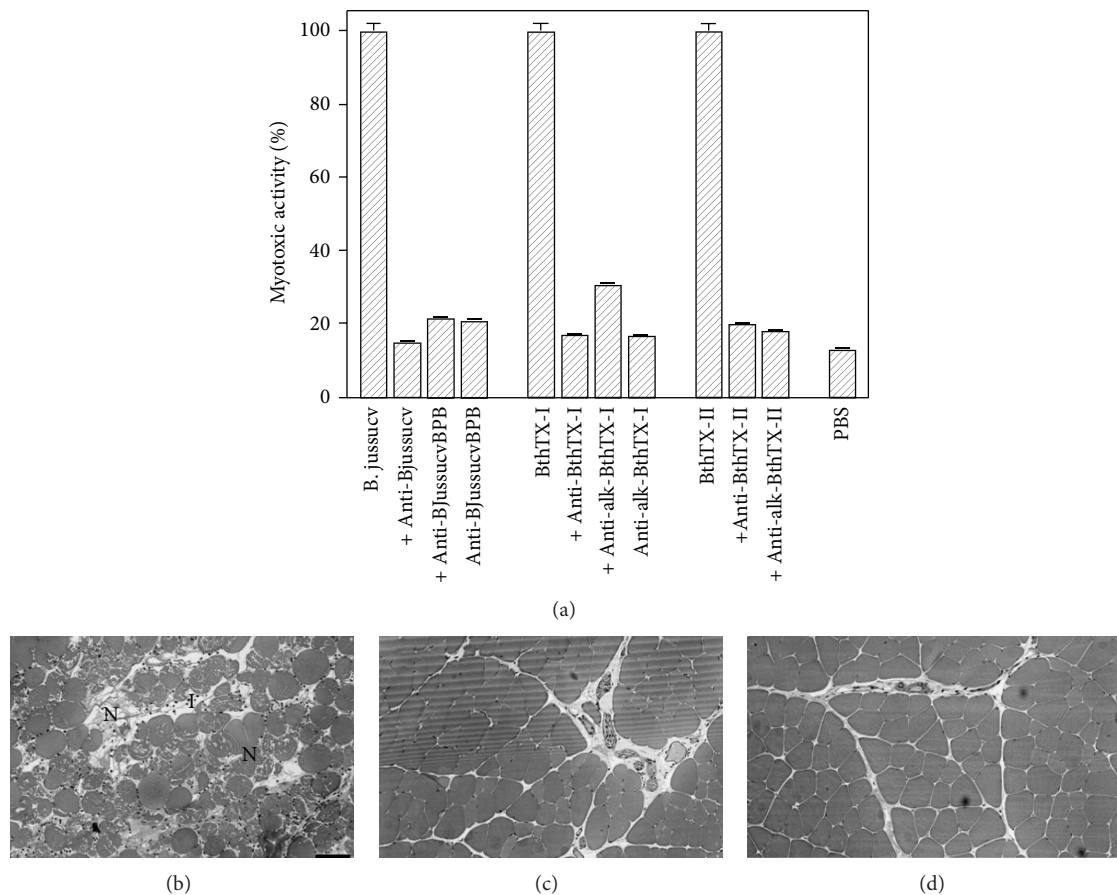 100
80
60
40
20
0
Myotoxic activity (%)
B. jussucv
+ Anti-Bjussucv
+ Anti-BJussucvBPB
Anti-BJussucvBPB
BthTX-I
+ Anti-BthTX-I
+ Anti-alk-BthTX-I
Anti-alk-BthTX-I
BthTX-II
+Anti-BthTX-II
+ Anti-alk-BthTX-II
PBS
(a)
N
I
N
(b)
(c)
(d)